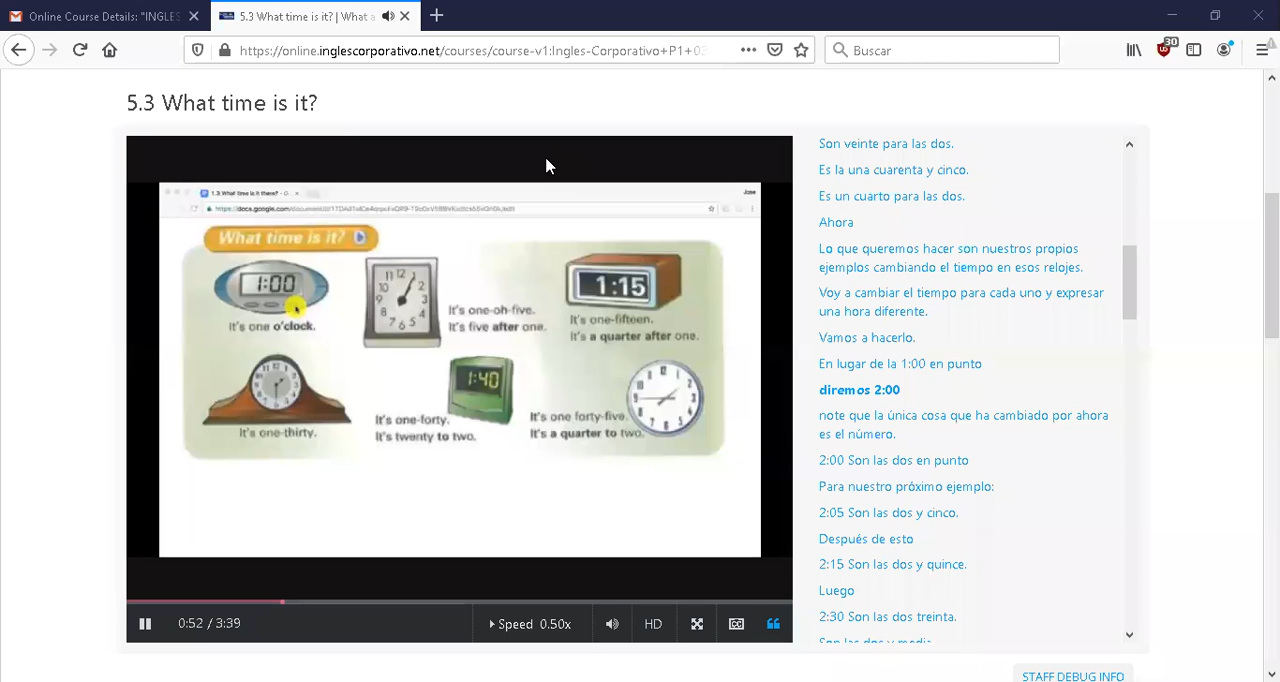 Online Course Details: "INGLES
5.3 What time is it? | What a
https://online.inglescorporativo.net/courses/course-v1:Ingles-Corporativo+P1+03
Buscar
30
5.3 What time is it?
Jose
What time is it?
1:00
It's one o'clock.
It's one-oh-five.
It's five after one.
1:15
It's one-fifteen.
It's a quarter after one.
It's one-thirty.
1:40
It's one-forty.
It's twenty to two.
It's one forty-five.
It's a quarter to two.
0:52 / 3:39
Speed 0.50x
HD
Son veinte para las dos.
Es la una cuarenta y cinco.
Es un cuarto para las dos.
Ahora
Lo que queremos hacer son nuestros propios
ejemplos cambiando el tiempo en esos relojes.
Voy a cambiar el tiempo para cada uno y expresar
una hora diferente.
Vamos a hacerlo.
En lugar de la 1:00 en punto
diremos 2:00
note que la única cosa que ha cambiado por ahora
es el número.
2:00 Son las dos en punto
Para nuestro próximo ejemplo:
2:05 Son las dos y cinco.
Después de esto
2:15 Son las dos y quince.
Luego
2:30 Son las dos treinta.
Son las dos y media
STAFF DEBUG INFO